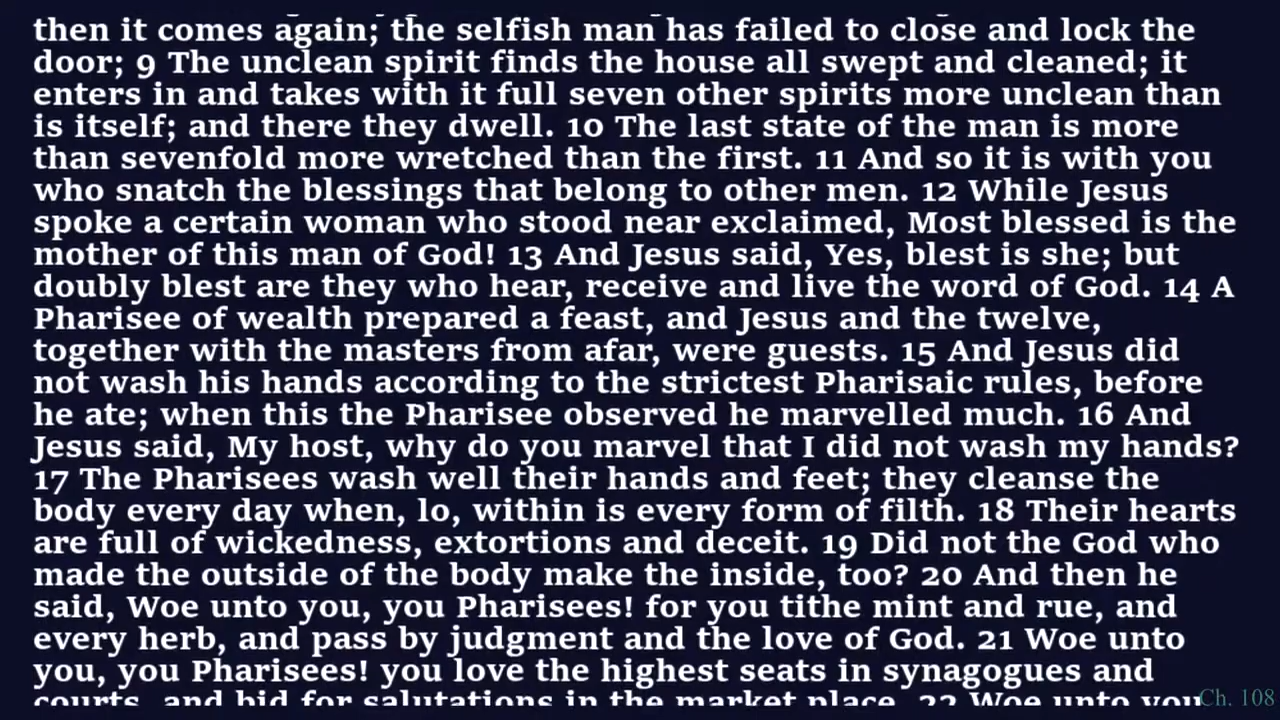 then it comes again; the selfish man has failed to close and lock the
door; 9 The unclean spirit finds the house all swept and cleaned; it
enters in and takes with it full seven other spirits more unclean than
is itself; and there they dwell. 10 The last state of the man is more
than sevenfold more wretched than the first. 11 And so it is with you
who snatch the blessings that belong to other men. 12 While Jesus
spoke a certain woman who stood near exclaimed, Most blessed is the
mother of this man of God! 13 And Jesus said, Yes, blest is she; but
doubly blest are they who hear, receive and live the word of God. 14 A
Pharisee of wealth prepared a feast, and Jesus and the twelve,
together with the masters from afar, were guests. 15 And Jesus did
not wash his hands according to the strictest Pharisaic rules, before
he ate; when this the Pharisee observed he marvelled much. 16 And
Jesus said, My host, why do you marvel that I did not wash my hands?
17 The Pharisees wash well their hands and feet; they cleanse the
body every day when, lo, within is every form of filth. 18 Their hearts
are full of wickedness, extortions and deceit. 19 Did not the God who
made the outside of the body make the inside, too? 20 And then he
said, Woe unto you, you Pharisees! for you tithe mint and rue, and
every herb, and pass by judgment and the love of God. 21 Woe unto
you, you Pharisees! you love the highest seats in synagogues and
courts, and bid for salutations in the market place. 22 Woe unto you
Ch. 108